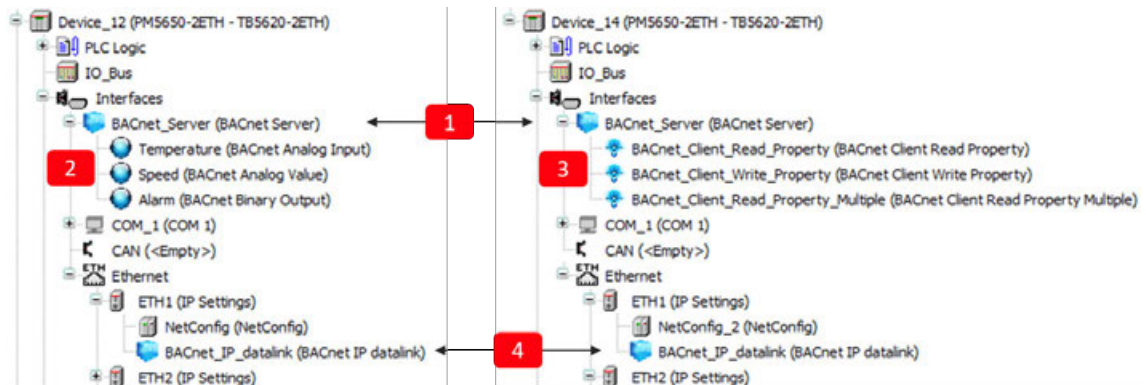 Device_12 (PM5650-2ETH - TB5620-2ETH)
PLC Logic
IO_Bus
Interfaces
BACnet_Server (BACnet Server)
Temperature (BACnet Analog Input)
Speed (BACnet Analog Value)
Alarm (BACnet Binary Output)
COM_1 (COM 1)
CAN (<Empty>)
ETH Ethernet
ETH1 (IP Settings)
NetConfig (NetConfig)
BACnet_IP_datalink (BACnet IP datalink)
ETH2 (IP Settings)
1
2
3
4
Device_14 (PM5650-2ETH - TB5620-2ETH)
PLC Logic
IO_Bus
Interfaces
BACnet_Server (BACnet Server)
BACnet_Client_Read_Property (BACnet Client Read Property)
BACnet_Client_Write_Property (BACnet Client Write Property)
BACnet_Client_Read_Property_Multiple (BACnet Client Read Property Multiple)
COM_1 (COM 1)
CAN (<Empty>)
ETH Ethernet
ETH1 (IP Settings)
NetConfig_2 (NetConfig)
BACnet_IP_datalink (BACnet IP datalink)
ETH2 (IP Settings)